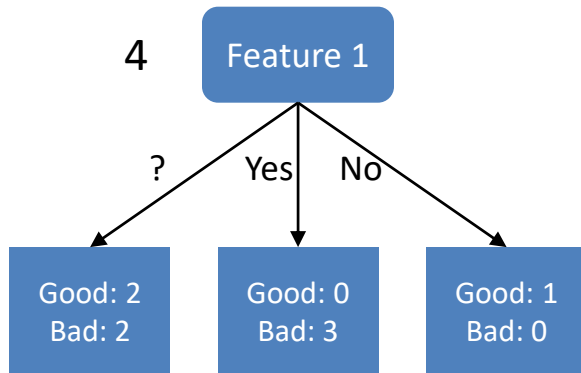 4
Feature 1
? Yes No
Good: 2
Bad: 2
Good: 0
Bad: 3
Good: 1
Bad: 0